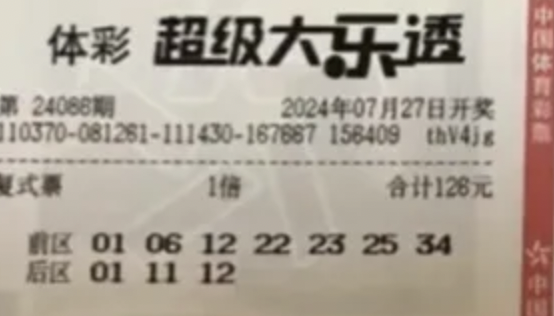 体彩 超级大乐透
第 24086期 2024年07月27日开奖
110370-081261-111430-167667 156409 thV4jg
复式票 1倍 合计126元
前区 01 06 12 22 23 25 34
后区 01 11 12
中国体育彩票
中国